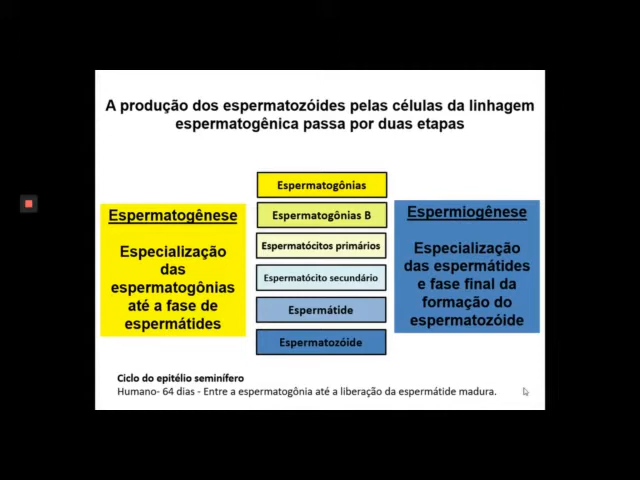 A produção dos espermatozóides pelas células da linhagem
espermatogênica passa por duas etapas
Espermatogênese
Especialização
das
espermatogônias
até a fase de
espermátides
Espermatogônias
Espermatogônias B
Espermatócitos primários
Espermatócito secundário
Espermátide
Espermatozóide
Espermiogênese
Especialização
das espermátides
e fase final da
formação do
espermatozóide
Ciclo do epitélio seminífero
Humano- 64 dias - Entre a espermatogônia até a liberação da espermátide madura.